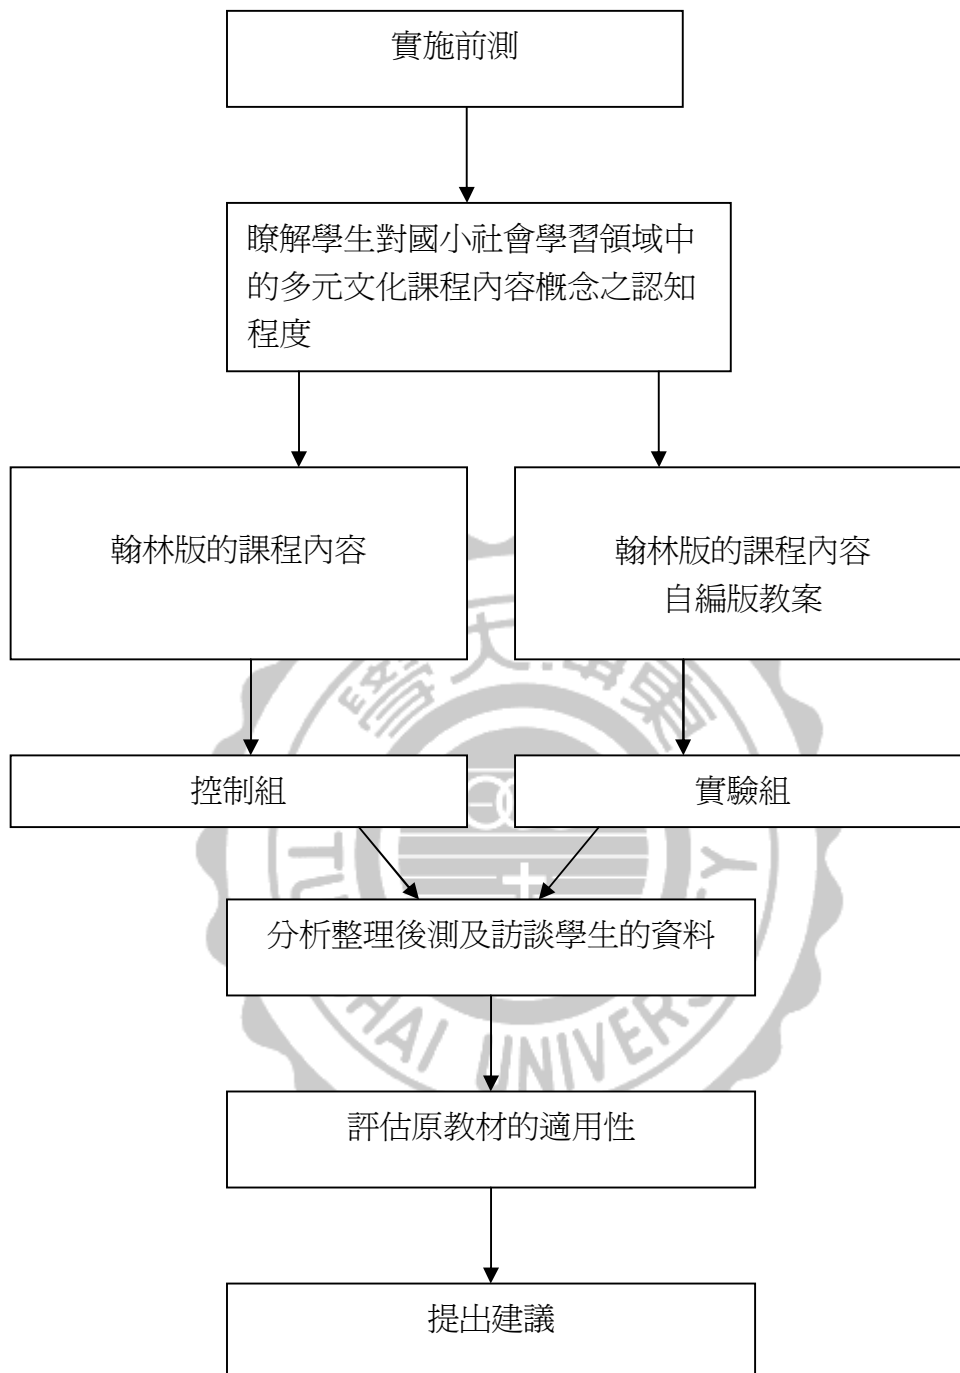 實施前測
瞭解學生對國小社會學習領域中
的多元文化課程內容概念之認知
程度
翰林版的課程內容
翰林版的課程內容
自編版教案
控制組
實驗組
分析整理後測及訪談學生的資料
HAI UNIVERS
評估原教材的適用性
提出建議